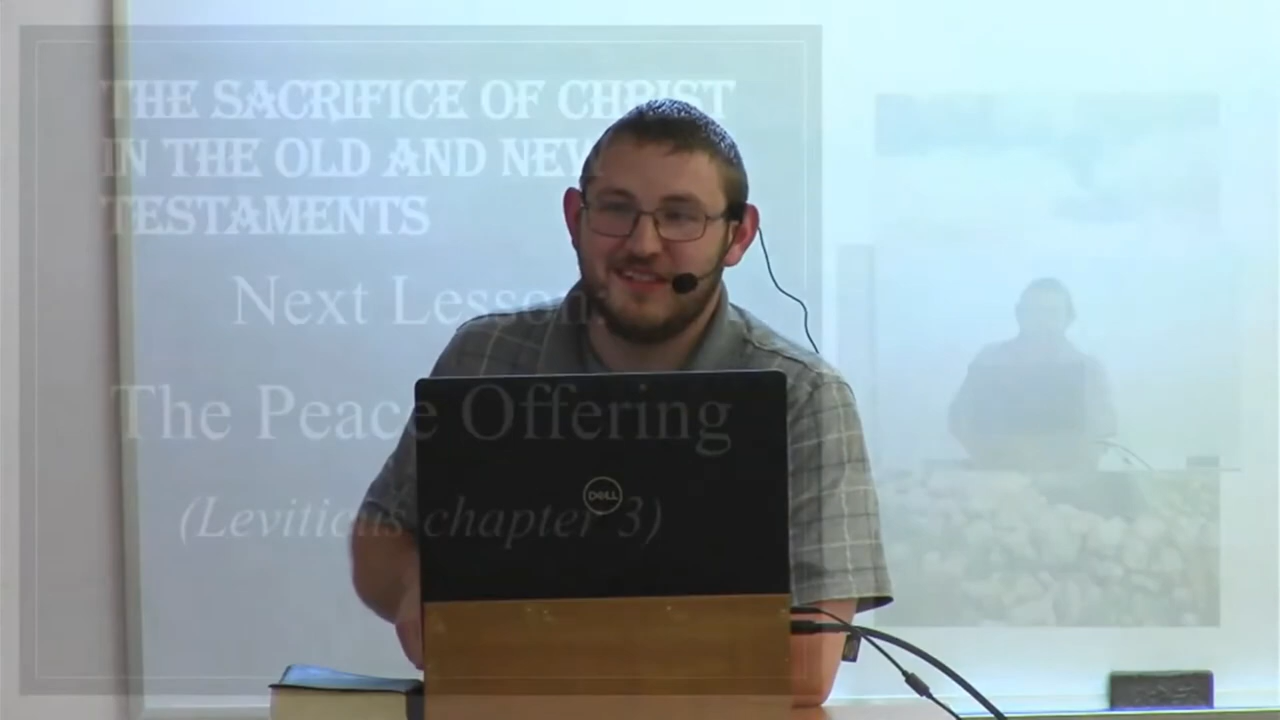 THE SACRIFICE OF CHRIST
IN THE OLD AND NEW
TESTAMENTS
Next Lesson
The Peace Offering
(Leviticus chapter 3)
DELL